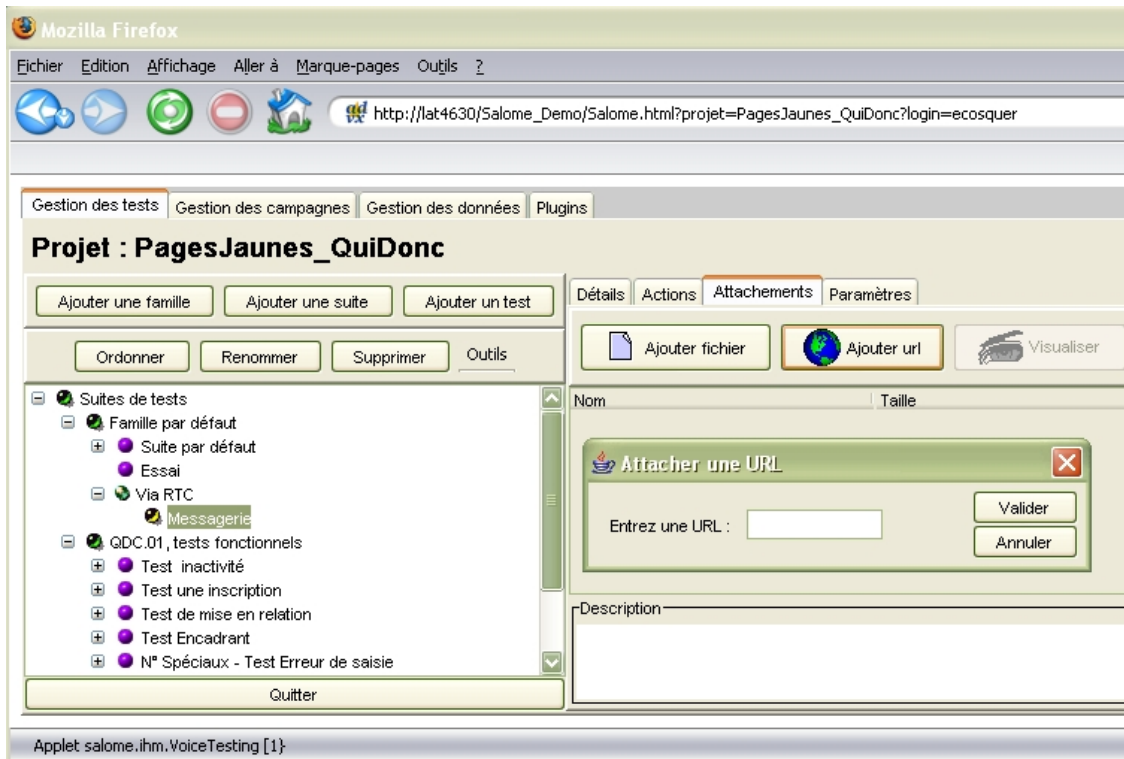 Mozilla Firefox
Fichier Edition Affichage Aller à Marque-pages Outils ?
http://lat4630/Salome_Demo/Salome.html?projet=PagesJaunes_QuiDonc?login=ecosquer
Gestion des tests Gestion des campagnes Gestion des données Plugins
Projet : PagesJaunes_QuiDonc
Ajouter une famille Ajouter une suite Ajouter un test
Ordonner Renommer Supprimer Outils
Suites de tests
Famille par défaut
Suite par défaut
Essai
Via RTC
Messagerie
QDC.01, tests fonctionnels
Test inactivité
Test une inscription
Test de mise en relation
Test Encadrant
N° Spéciaux - Test Erreur de saisie
Quitter
Détails Actions Attachements Paramètres
Ajouter fichier Ajouter url Visualiser
Nom Taille
Attacher une URL
Entrez une URL :
Valider
Annuler
Description
Applet salome.ihm.VoiceTesting [1}